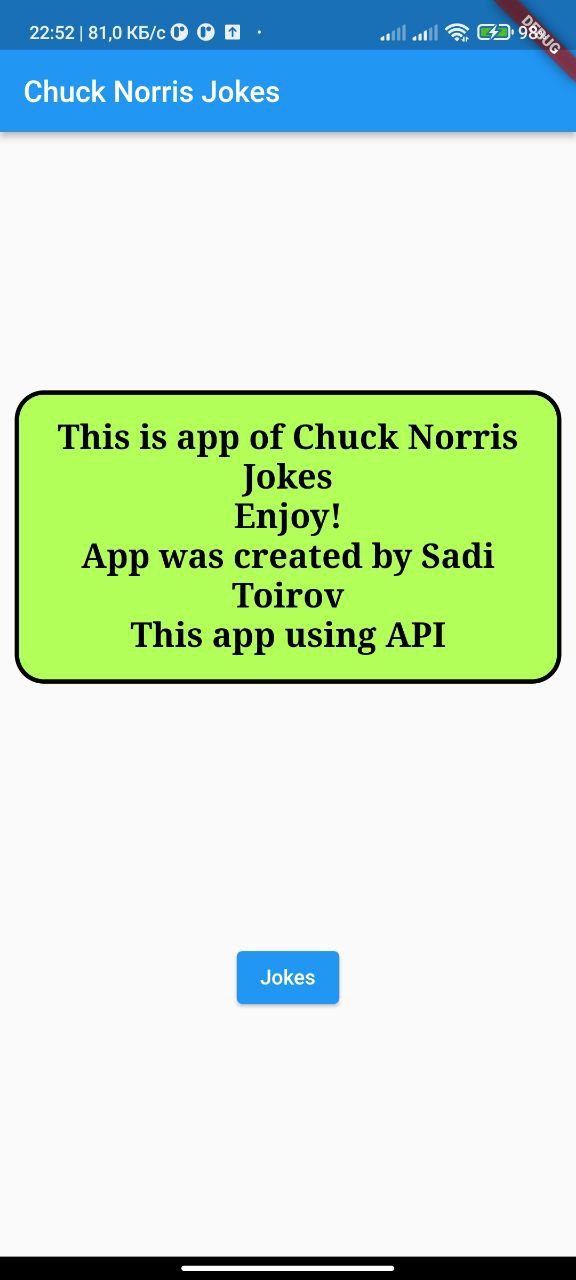 22:52 | 81,0 КБ/с
DEBUG
Chuck Norris Jokes
This is app of Chuck Norris
Jokes
Enjoy!
App was created by Sadi
Toirov
This app using API
Jokes